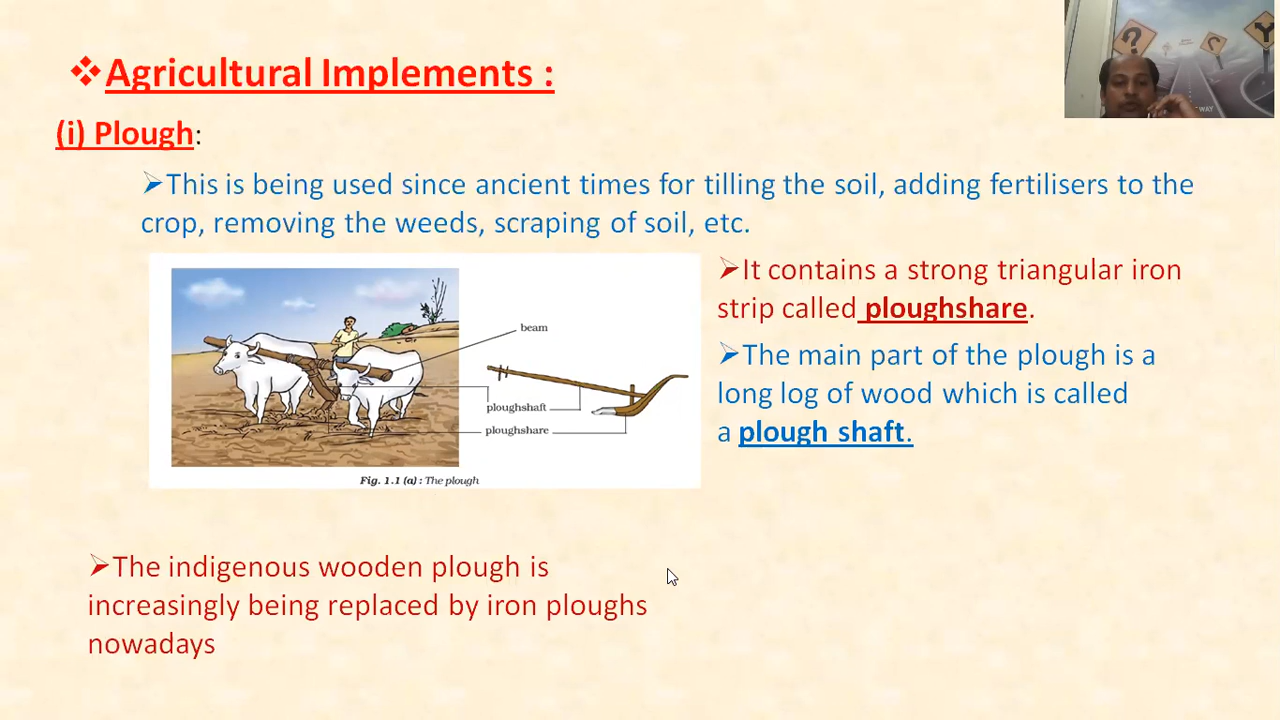 ❖Agricultural Implements :
(i) Plough:
➢This is being used since ancient times for tilling the soil, adding fertilisers to the
crop, removing the weeds, scraping of soil, etc.
➢It contains a strong triangular iron
strip called ploughshare.
➢The main part of the plough is a
long log of wood which is called
a plough shaft.
beam
ploughshaft
ploughshare
Fig. 1.1 (a) : The plough
➢The indigenous wooden plough is
increasingly being replaced by iron ploughs
nowadays
?
WAY